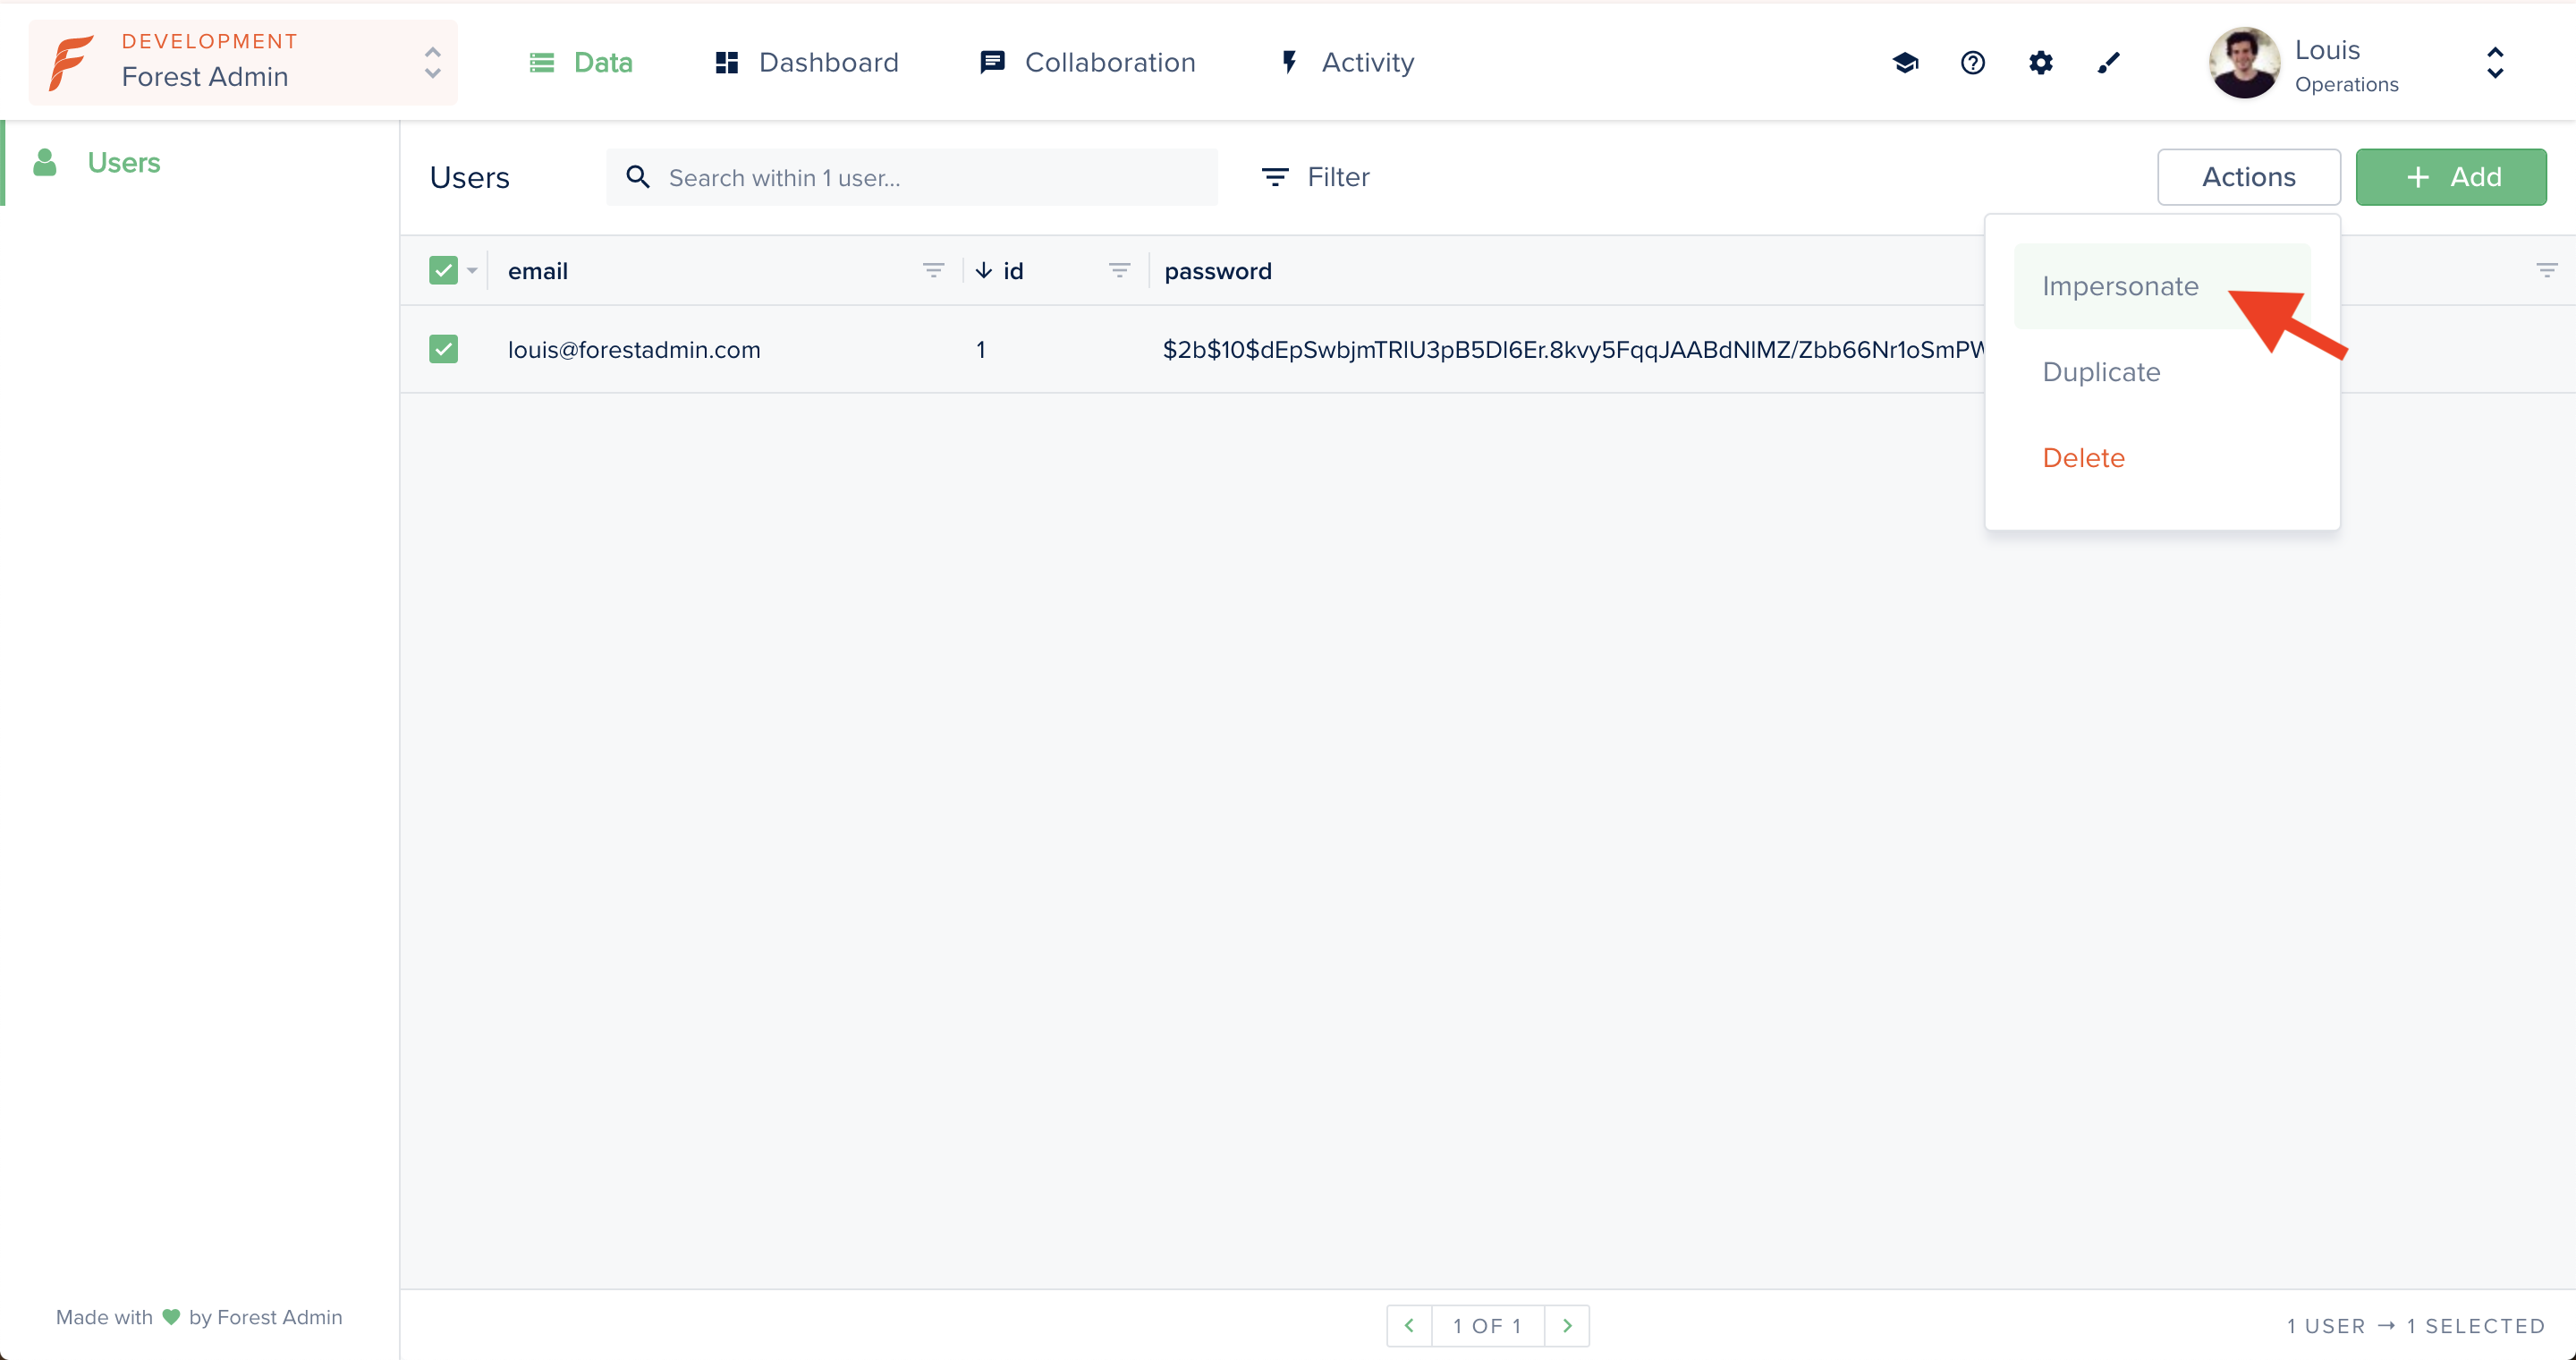 DEVELOPMENT
Forest Admin
Data
Dashboard
Collaboration
Activity
Louis
Operations
Users
Users
Search within 1 user...
Filter
Actions
+ Add
email
id
password
louis@forestadmin.com
1
$2b$10$dEpSwbjmTRlU3pB5Dl6Er.8kvy5FqqJAABdNlMZ/Zbb66Nr1oSmPW
Impersonate
Duplicate
Delete
Made with ♥ by Forest Admin
1 OF 1
1 USER → 1 SELECTED